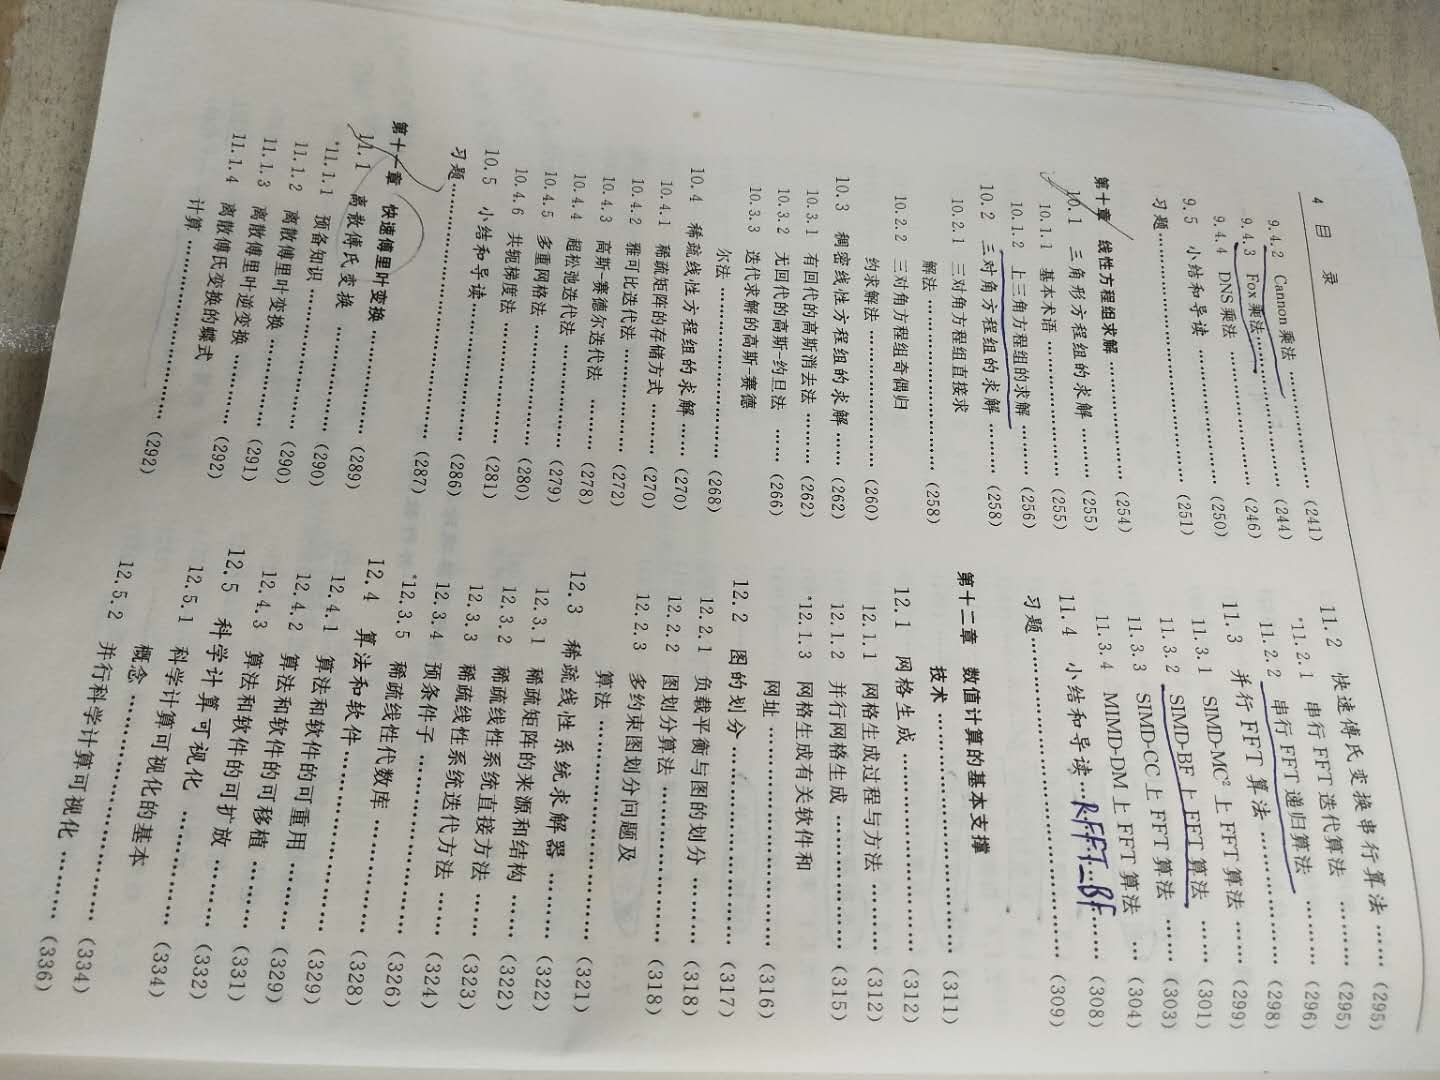 4 目 录
9.4.2 Cannon 乘法 …… (241)
9.4.3 Fox 乘法 …… (244)
9.4.4 DNS 乘法 …… (246)
9.5 小结和导读 …… (250)
习题 …… (251)
第十章 线性方程组求解 …… (254)
10.1 三角形方程组的求解 …… (255)
10.1.1 基本术语 …… (255)
10.1.2 上三角方程组的求解 …… (256)
10.2 三对角方程组的求解 …… (258)
10.2.1 三对角方程组直接求
解法 …… (258)
10.2.2 三对角方程组奇偶归
约求解法 …… (260)
10.3 稠密线性方程组的求解 …… (262)
10.3.1 有回代的高斯消去法 …… (262)
10.3.2 无回代的高斯-约旦法 …… (266)
10.3.3 迭代求解的高斯-赛德
尔法 …… (268)
10.4 稀疏线性方程组的求解 …… (270)
10.4.1 稀疏矩阵的存储方式 …… (270)
10.4.2 雅可比迭代法 …… (272)
10.4.3 高斯-赛德尔迭代法 …… (278)
10.4.4 超松弛迭代法 …… (279)
10.4.5 多重网格法 …… (280)
10.4.6 共轭梯度法 …… (281)
10.5 小结和导读 …… (286)
习题 …… (287)
第十一章 快速傅里叶变换 …… (289)
11.1 离散傅氏变换 …… (290)
*11.1.1 预备知识 …… (290)
11.1.2 离散傅里叶变换 …… (291)
11.1.3 离散傅里叶逆变换 …… (292)
11.1.4 离散傅氏变换的蝶式
计算 …… (292)
11.2 快速傅氏变换串行算法 …… (295)
*11.2.1 串行 FFT 迭代算法 …… (295)
11.2.2 串行 FFT 递归算法 …… (296)
11.3 并行 FFT 算法 …… (298)
11.3.1 SIMD-MC² 上 FFT 算法 …… (299)
11.3.2 SIMD-BF 上 FFT 算法 …… (301)
11.3.3 SIMD-CC 上 FFT 算法 …… (303)
11.3.4 MIMD-DM 上 FFT 算法 … (304)
11.4 小结和导读 … RFFT_BF …… (308)
习题 …… (309)
第十二章 数值计算的基本支撑
技术 …… (311)
12.1 网格生成 …… (312)
12.1.1 网格生成过程与方法 …… (312)
12.1.2 并行网格生成 …… (315)
*12.1.3 网格生成有关软件和
网址 …… (316)
12.2 图的划分 …… (317)
12.2.1 负载平衡与图的划分 …… (318)
12.2.2 图划分算法 …… (318)
12.2.3 多约束图划分问题及
算法 …… (321)
12.3 稀疏线性系统求解器 …… (322)
12.3.1 稀疏矩阵的来源和结构 …… (322)
12.3.2 稀疏线性系统直接方法 …… (323)
12.3.3 稀疏线性系统迭代方法 …… (324)
12.3.4 预条件子 …… (326)
*12.3.5 稀疏线性代数库 …… (328)
12.4 算法和软件 …… (329)
12.4.1 算法和软件的可重用 …… (329)
12.4.2 算法和软件的可移植 …… (331)
12.4.3 算法和软件的可扩放 …… (332)
12.5 科学计算可视化 …… (334)
12.5.1 科学计算可视化的基本
概念 …… (334)
12.5.2 并行科学计算可视化 …… (336)